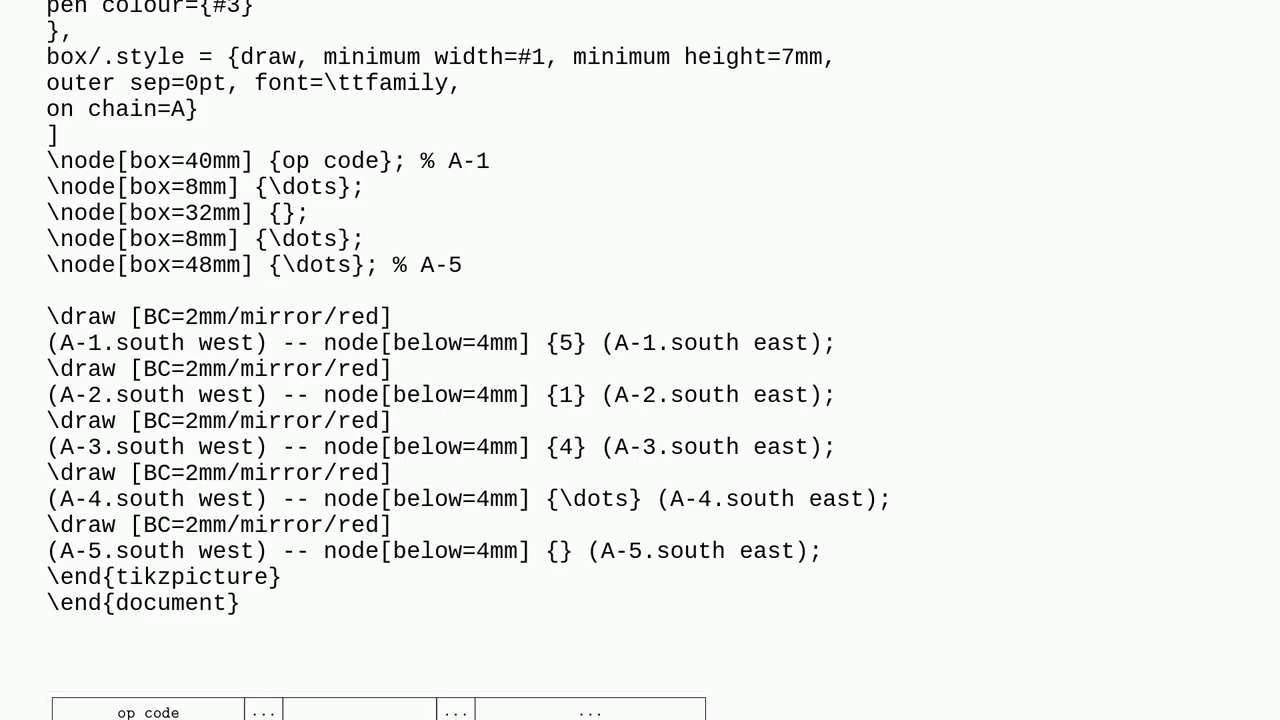 pen colour={#3}
},
box/.style = {draw, minimum width=#1, minimum height=7mm,
outer sep=0pt, font=\ttfamily,
on chain=A}
]
\node[box=40mm] {op code}; % A-1
\node[box=8mm] {\dots};
\node[box=32mm] {};
\node[box=8mm] {\dots};
\node[box=48mm] {\dots}; % A-5

\draw [BC=2mm/mirror/red]
(A-1.south west) -- node[below=4mm] {5} (A-1.south east);
\draw [BC=2mm/mirror/red]
(A-2.south west) -- node[below=4mm] {1} (A-2.south east);
\draw [BC=2mm/mirror/red]
(A-3.south west) -- node[below=4mm] {4} (A-3.south east);
\draw [BC=2mm/mirror/red]
(A-4.south west) -- node[below=4mm] {\dots} (A-4.south east);
\draw [BC=2mm/mirror/red]
(A-5.south west) -- node[below=4mm] {} (A-5.south east);
\end{tikzpicture}
\end{document}

op code ... ... ...